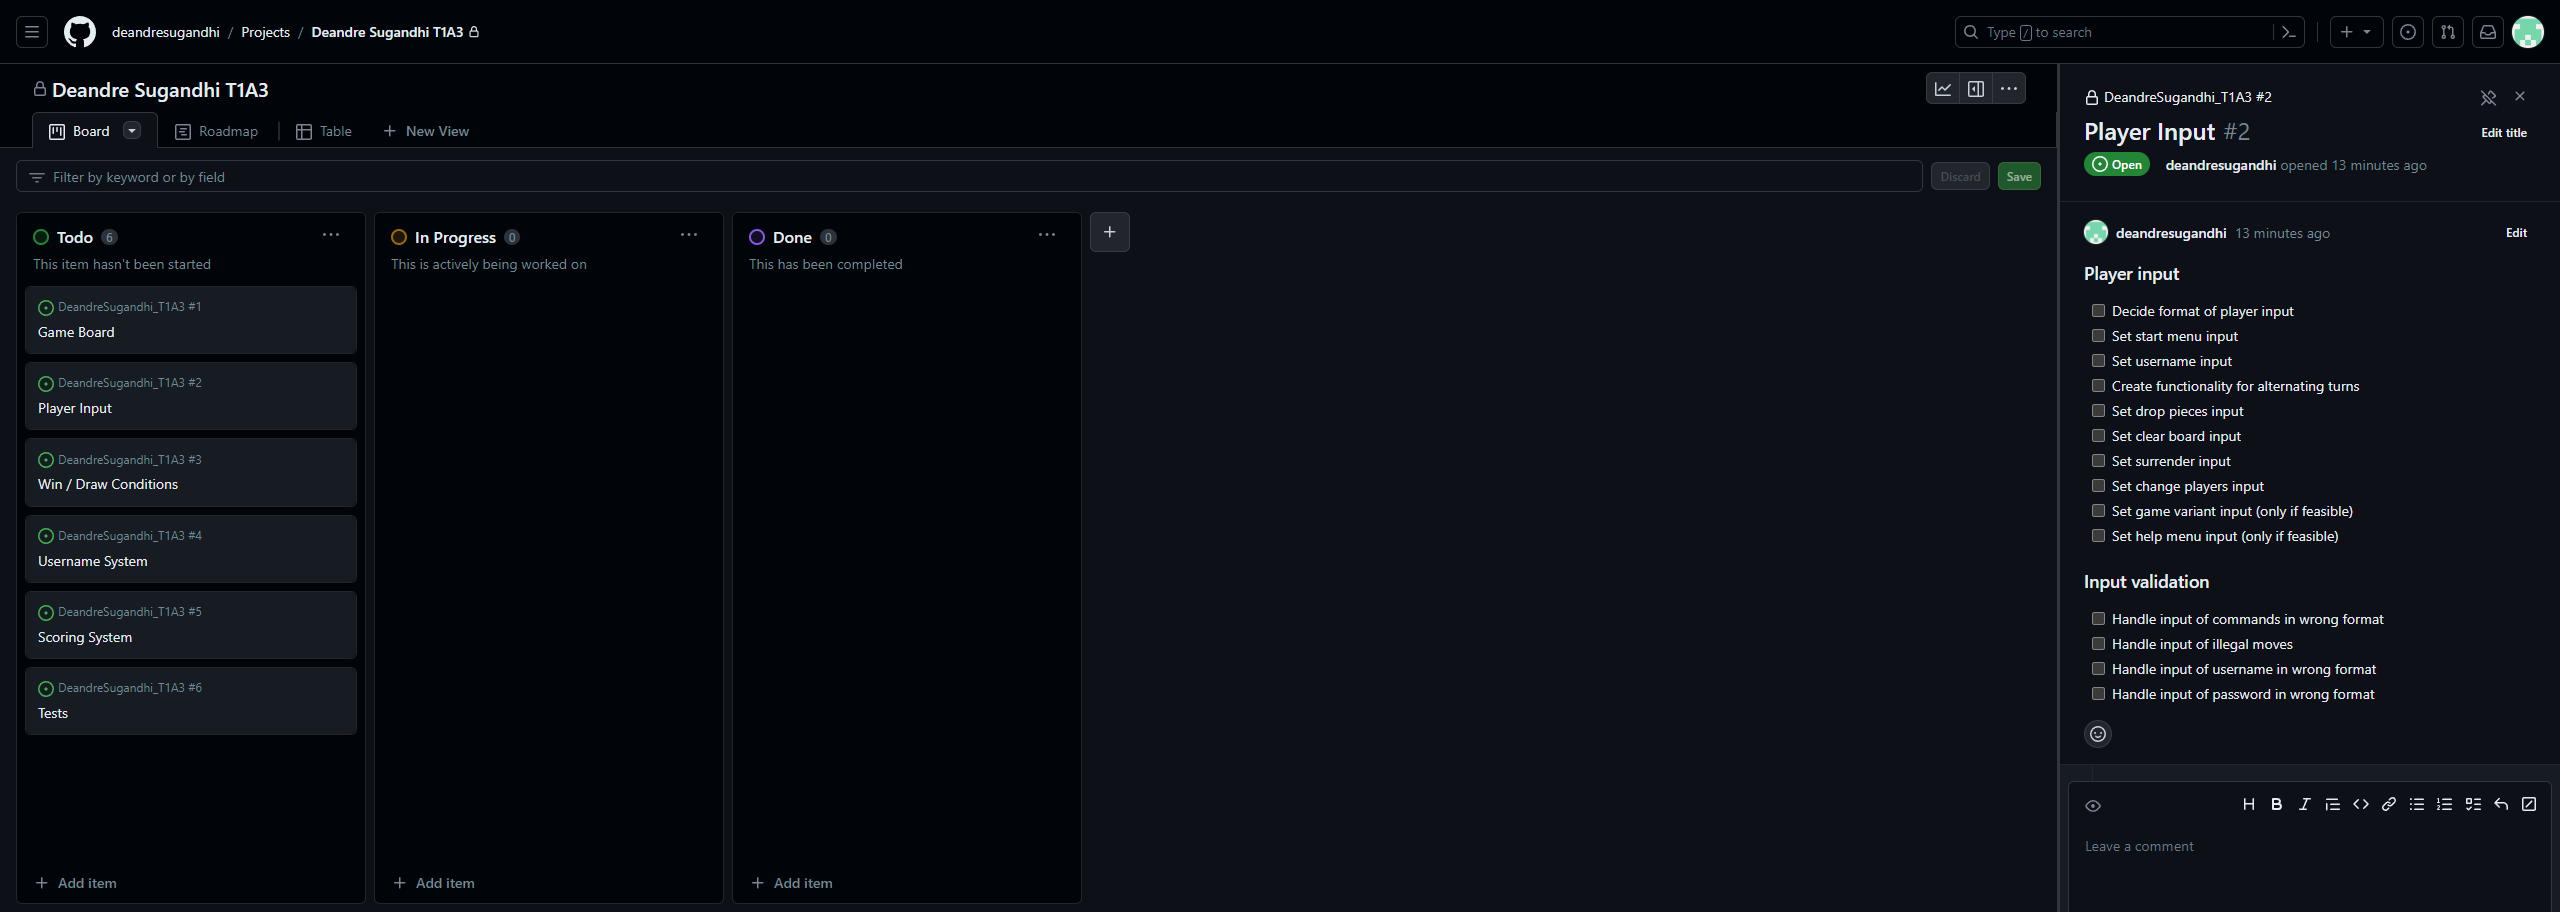 deandresugandhi / Projects / Deandre Sugandhi T1A3
Type / to search
Deandre Sugandhi T1A3
Board
Roadmap
Table
New View
Filter by keyword or by field
Discard
Save
Todo 6
This item hasn't been started
DeandreSugandhi_T1A3 #1
Game Board
DeandreSugandhi_T1A3 #2
Player Input
DeandreSugandhi_T1A3 #3
Win / Draw Conditions
DeandreSugandhi_T1A3 #4
Username System
DeandreSugandhi_T1A3 #5
Scoring System
DeandreSugandhi_T1A3 #6
Tests
Add item
In Progress 0
This is actively being worked on
Add item
Done 0
This has been completed
Add item
DeandreSugandhi_T1A3 #2
Player Input #2
Edit title
Open
deandresugandhi opened 13 minutes ago
deandresugandhi 13 minutes ago
Edit
Player input
Decide format of player input
Set start menu input
Set username input
Create functionality for alternating turns
Set drop pieces input
Set clear board input
Set surrender input
Set change players input
Set game variant input (only if feasible)
Set help menu input (only if feasible)
Input validation
Handle input of commands in wrong format
Handle input of illegal moves
Handle input of username in wrong format
Handle input of password in wrong format
Leave a comment